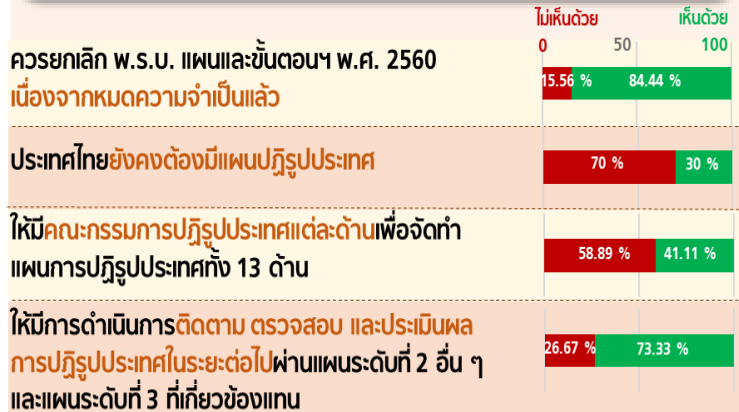 ไม่เห็นด้วย เห็นด้วย
0 50 100
ควรยกเลิก พ.ร.บ. แผนและขั้นตอนฯ พ.ศ. 2560
เนื่องจากหมดความจำเป็นแล้ว
15.56 % 84.44 %
ประเทศไทยยังคงต้องมีแผนปฏิรูปประเทศ
70 % 30 %
ให้มีคณะกรรมการปฏิรูปประเทศแต่ละด้านเพื่อจัดทำ
แผนการปฏิรูปประเทศทั้ง 13 ด้าน
58.89 % 41.11 %
ให้มีการดำเนินการติดตาม ตรวจสอบ และประเมินผล
การปฏิรูปประเทศในระยะต่อไปผ่านแผนระดับที่ 2 อื่น ๆ
และแผนระดับที่ 3 ที่เกี่ยวข้องแทน
26.67 % 73.33 %